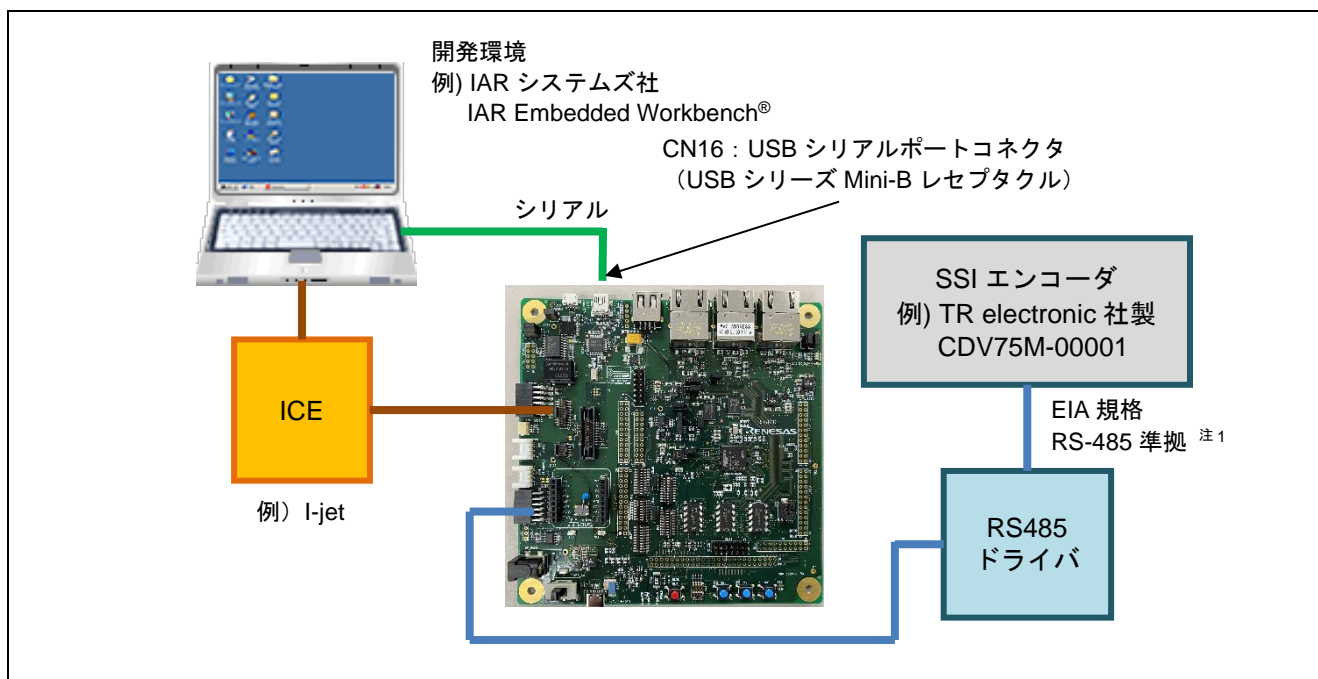 開発環境
例) IAR システムズ社
IAR Embedded Workbench®
CN16：USB シリアルポートコネクタ
（USB シリーズ Mini-B レセプタクル）
シリアル
SSI エンコーダ
例) TR electronic 社製
CDV75M-00001
ICE
EIA 規格
RS-485 準拠 注 1
例）I-jet
RS485
ドライバ
RENESAS